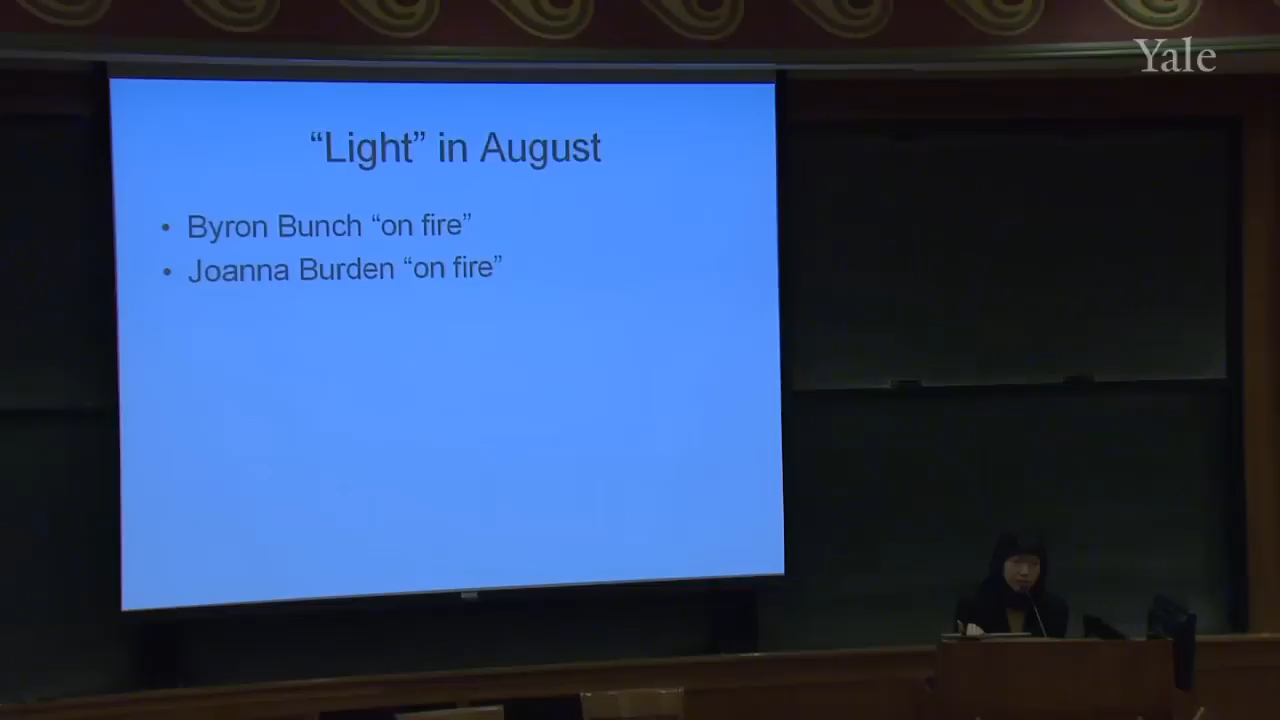 Yale
“Light” in August
• Byron Bunch “on fire”
• Joanna Burden “on fire”